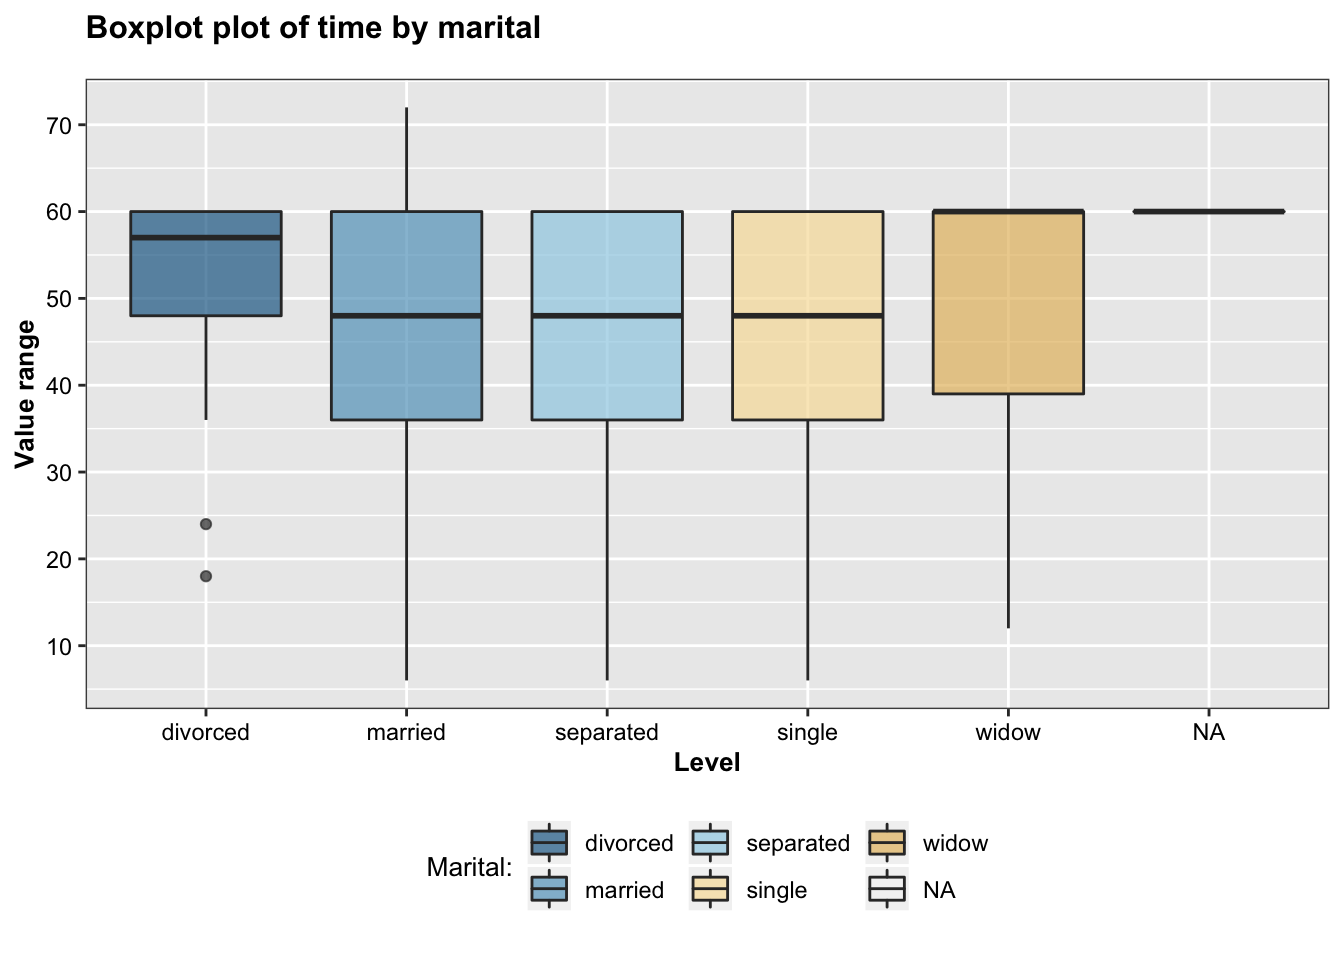 Boxplot plot of time by marital
Value range
70
60
50
40
30
20
10
divorced married separated single widow NA
Level
Marital:
divorced separated widow
married single NA